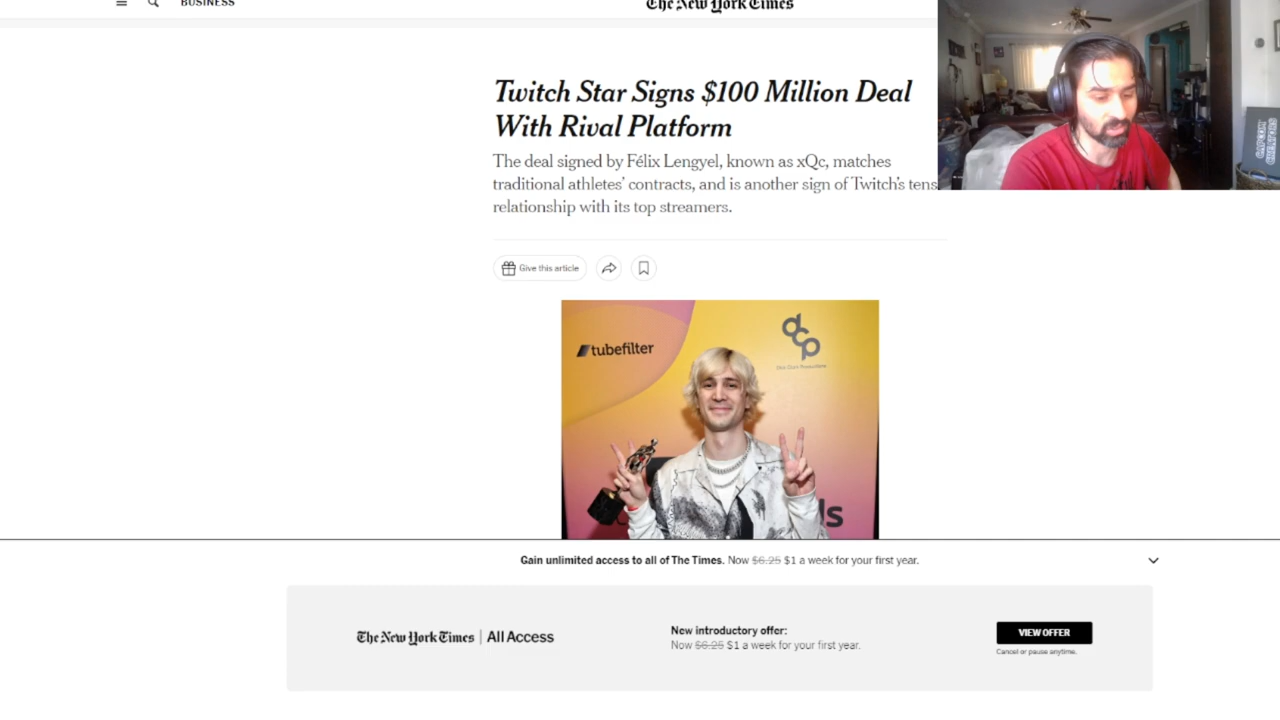 BUSINESS
The New York Times
Twitch Star Signs $100 Million Deal
With Rival Platform
The deal signed by Félix Lengyel, known as xQc, matches
traditional athletes' contracts, and is another sign of Twitch's tens
relationship with its top streamers.
Give this article
tubefilter
dcp
ls
Gain unlimited access to all of The Times. Now $6.25 $1 a week for your first year.
The New York Times | All Access
New introductory offer:
Now $6.25 $1 a week for your first year.
VIEW OFFER
Cancel or pause anytime.
CAPCOM
CREATORS